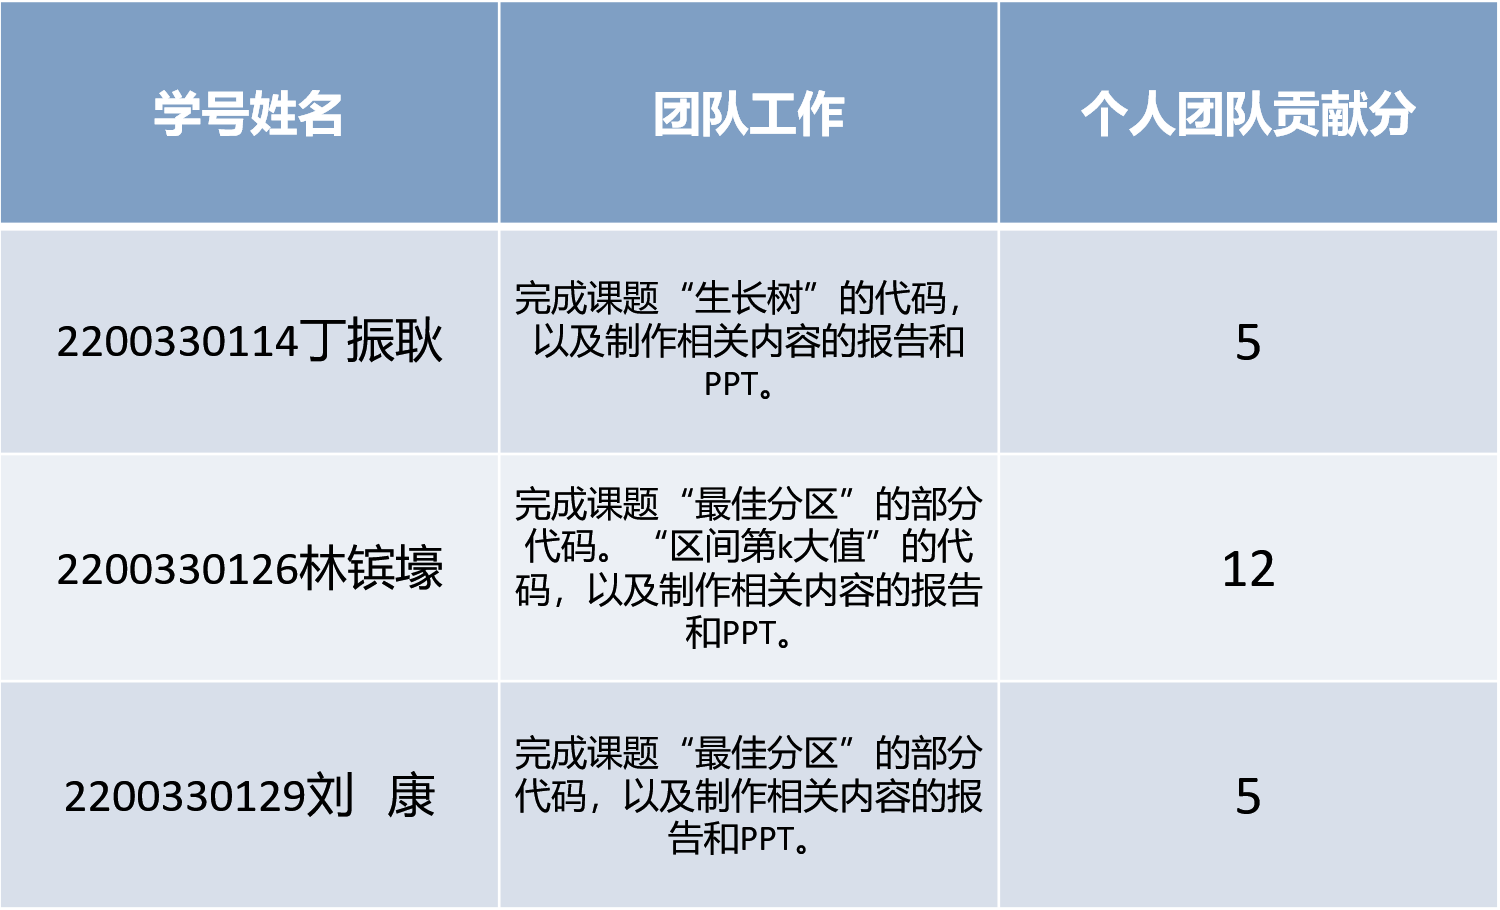 学号姓名
团队工作
个人团队贡献分
2200330114丁振耿
完成课题“生长树”的代码，
以及制作相关内容的报告和
PPT。
5
2200330126林镔壕
完成课题“最佳分区”的部分
代码。“区间第k大值”的代
码，以及制作相关内容的报告
和PPT。
12
2200330129刘  康
完成课题“最佳分区”的部分
代码，以及制作相关内容的报
告和PPT。
5